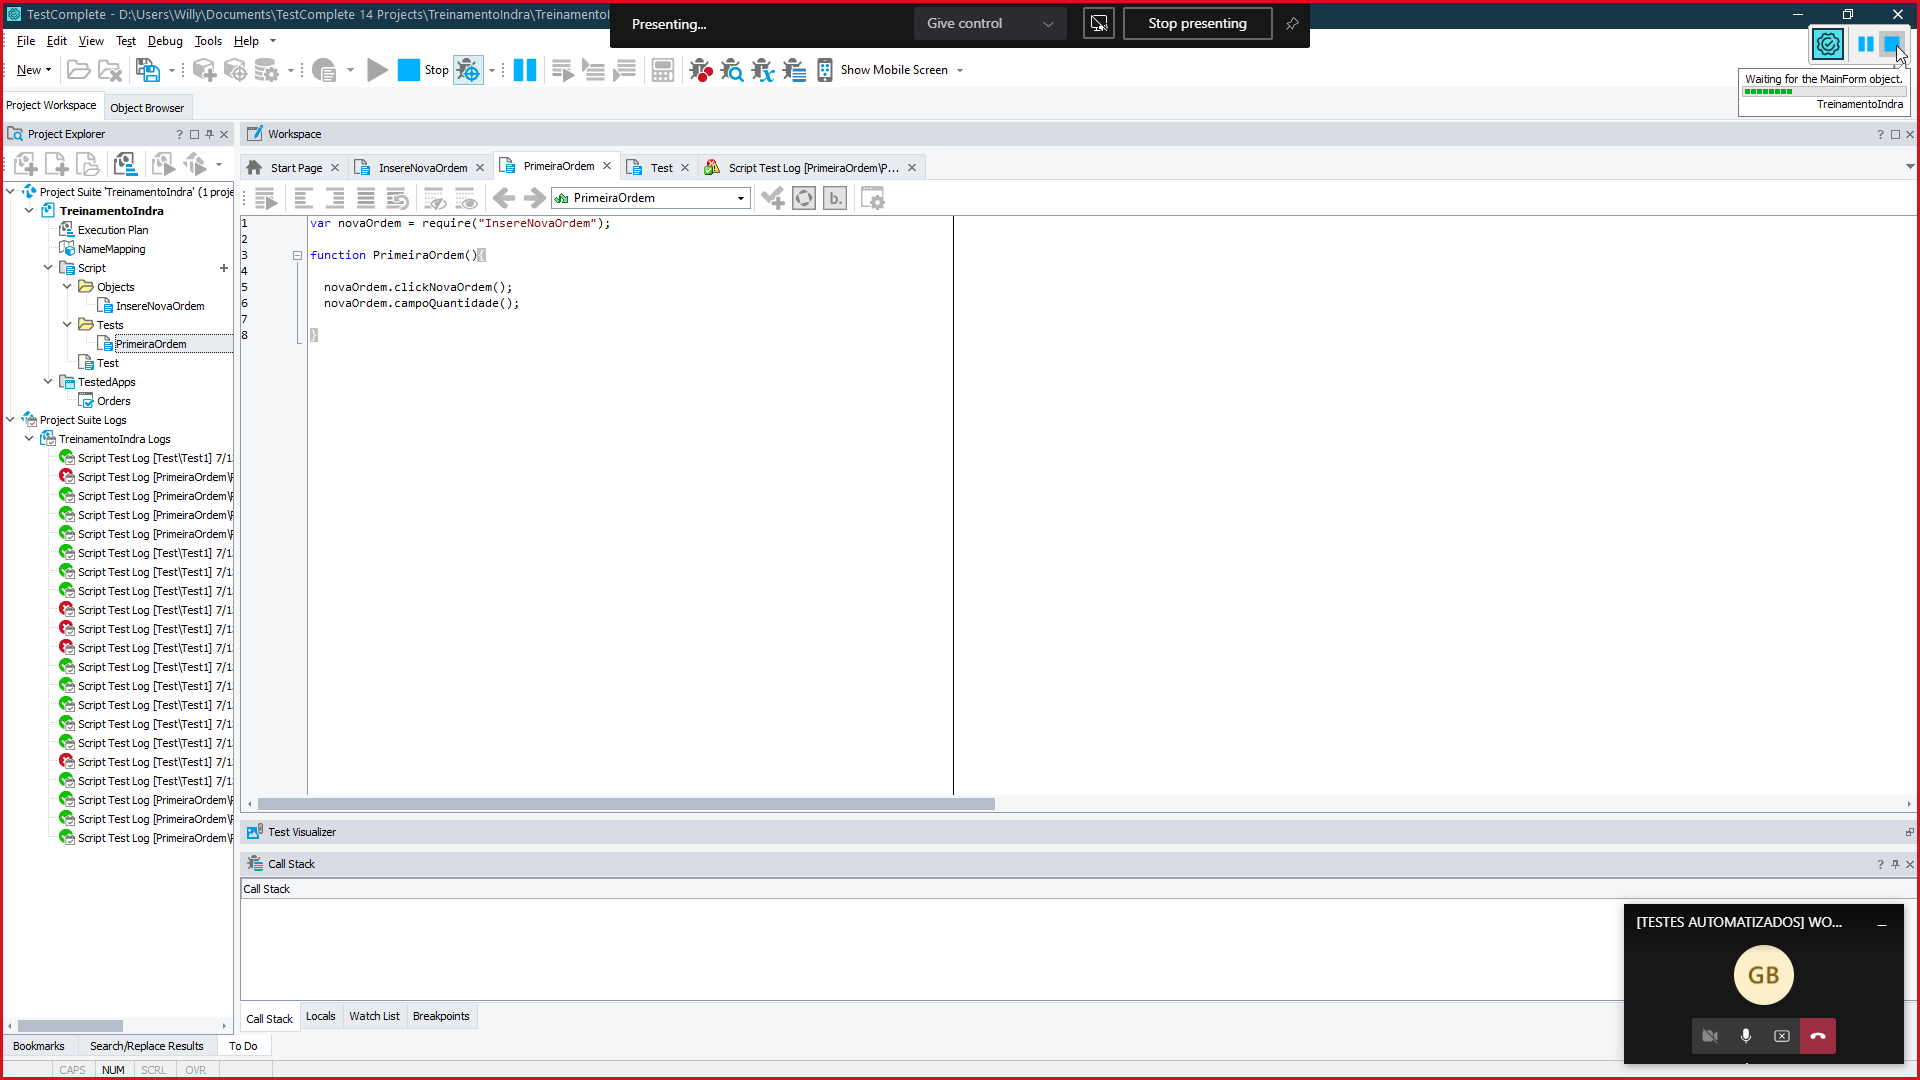 TestComplete - D:\Users\Willy\Documents\TestComplete 14 Projects\TreinamentoIndra\Treinamento
Presenting...
Give control
Stop presenting
File Edit View Test Debug Tools Help
New
Stop
Show Mobile Screen
Waiting for the MainForm object.
TreinamentoIndra
Project Workspace
Object Browser
Project Explorer
Workspace
Start Page
InsereNovaOrdem
PrimeiraOrdem
Test
Script Test Log [PrimeiraOrdem\P...
PrimeiraOrdem
b.
Project Suite 'TreinamentoIndra' (1 proje
TreinamentoIndra
Execution Plan
NameMapping
Script
Objects
InsereNovaOrdem
Tests
PrimeiraOrdem
Test
TestedApps
Orders
Project Suite Logs
TreinamentoIndra Logs
Script Test Log [Test\Test1] 7/1
Script Test Log [PrimeiraOrdem\
Script Test Log [PrimeiraOrdem\
Script Test Log [PrimeiraOrdem\
Script Test Log [PrimeiraOrdem\
Script Test Log [Test\Test1] 7/1
Script Test Log [Test\Test1] 7/1
Script Test Log [Test\Test1] 7/1
Script Test Log [Test\Test1] 7/1
Script Test Log [Test\Test1] 7/1
Script Test Log [Test\Test1] 7/1
Script Test Log [Test\Test1] 7/1
Script Test Log [Test\Test1] 7/1
Script Test Log [Test\Test1] 7/1
Script Test Log [Test\Test1] 7/1
Script Test Log [Test\Test1] 7/1
Script Test Log [Test\Test1] 7/1
Script Test Log [Test\Test1] 7/1
Script Test Log [PrimeiraOrdem\
Script Test Log [PrimeiraOrdem\
Script Test Log [PrimeiraOrdem\
1 var novaOrdem = require("InsereNovaOrdem");
2
3 function PrimeiraOrdem(){
4
5 novaOrdem.clickNovaOrdem();
6 novaOrdem.campoQuantidade();
7
8 }
Test Visualizer
Call Stack
Call Stack
Call Stack Locals Watch List Breakpoints
Bookmarks Search/Replace Results To Do
CAPS NUM SCRL OVR
[TESTES AUTOMATIZADOS] WO...
GB